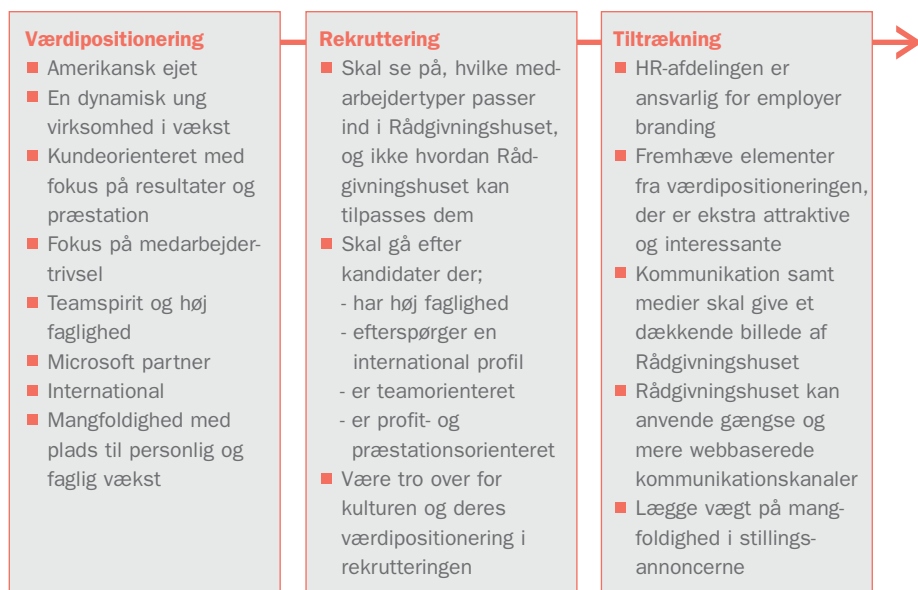 Værdipositionering
Amerikansk ejet
En dynamisk ung
virksomhed i vækst
Kundeorienteret med
fokus på resultater og
præstation
Fokus på medarbejder-
trivsel
Teamspirit og høj
faglighed
Microsoft partner
International
Mangfoldighed med
plads til personlig og
faglig vækst
Rekruttering
Skal se på, hvilke med-
arbejdertyper passer
ind i Rådgivningshuset,
og ikke hvordan Råd-
givningshuset kan
tilpasses dem
Skal gå efter
kandidater der;
- har høj faglighed
- efterspørger en
international profil
- er teamorienteret
- er profit- og
præstationsorienteret
Være tro over for
kulturen og deres
værdipositionering i
rekrutteringen
Tiltrækning
HR-afdelingen er
ansvarlig for employer
branding
Fremhæve elementer
fra værdipositioneringen,
der er ekstra attraktive
og interessante
Kommunikation samt
medier skal give et
dækkende billede af
Rådgivningshuset
Rådgivningshuset kan
anvende gængse og
mere webbaserede
kommunikationskanaler
Lægge vægt på mang-
foldighed i stillings-
annoncerne